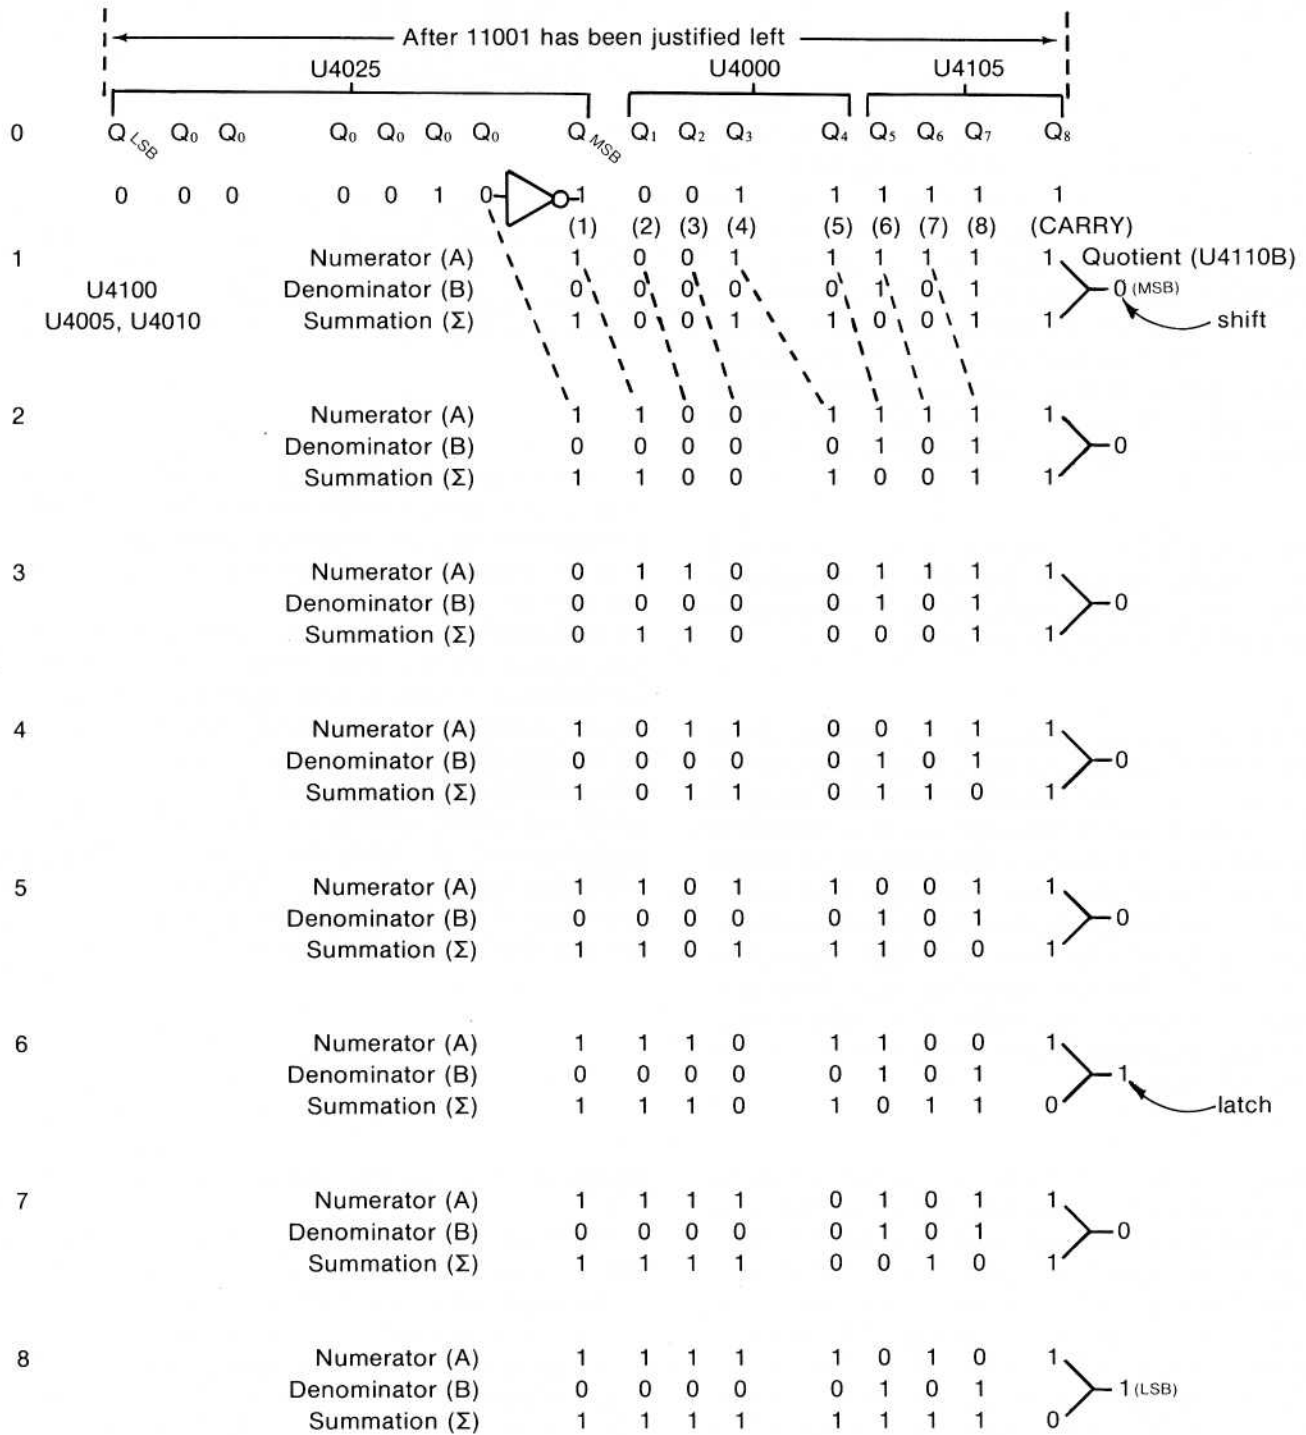 After 11001 has been justified left
U4025 U4000 U4105
0 Q LSB Q₀ Q₀ Q₀ Q₀ Q₀ Q₀ Q MSB Q₁ Q₂ Q₃ Q₄ Q₅ Q₆ Q₇ Q₈
0 0 0 0 0 1 0 1 0 0 1 1 1 1 1 1
(1) (2) (3) (4) (5) (6) (7) (8) (CARRY)
1 Numerator (A) 1 0 0 1 1 1 1 1 1 Quotient (U4110B)
U4100 Denominator (B) 0 0 0 0 0 1 0 1 0 (MSB)
U4005, U4010 Summation (Σ) 1 0 0 1 1 0 0 1 1 shift
2 Numerator (A) 1 1 0 0 1 1 1 1 1
Denominator (B) 0 0 0 0 0 1 0 1 0
Summation (Σ) 1 1 0 0 1 0 0 1 1
3 Numerator (A) 0 1 1 0 0 1 1 1 1
Denominator (B) 0 0 0 0 0 1 0 1 0
Summation (Σ) 0 1 1 0 0 0 0 1 1
4 Numerator (A) 1 0 1 1 0 0 1 1 1
Denominator (B) 0 0 0 0 0 1 0 1 0
Summation (Σ) 1 0 1 1 0 1 1 0 1
5 Numerator (A) 1 1 0 1 1 0 0 1 1
Denominator (B) 0 0 0 0 0 1 0 1 0
Summation (Σ) 1 1 0 1 1 1 0 0 1
6 Numerator (A) 1 1 1 0 1 1 0 0 1
Denominator (B) 0 0 0 0 0 1 0 1 1
Summation (Σ) 1 1 1 0 1 0 1 1 0 latch
7 Numerator (A) 1 1 1 1 0 1 0 1 1
Denominator (B) 0 0 0 0 0 1 0 1 0
Summation (Σ) 1 1 1 1 0 0 1 0 1
8 Numerator (A) 1 1 1 1 1 0 1 0 1
Denominator (B) 0 0 0 0 0 1 0 1 1 (LSB)
Summation (Σ) 1 1 1 1 1 1 1 1 0